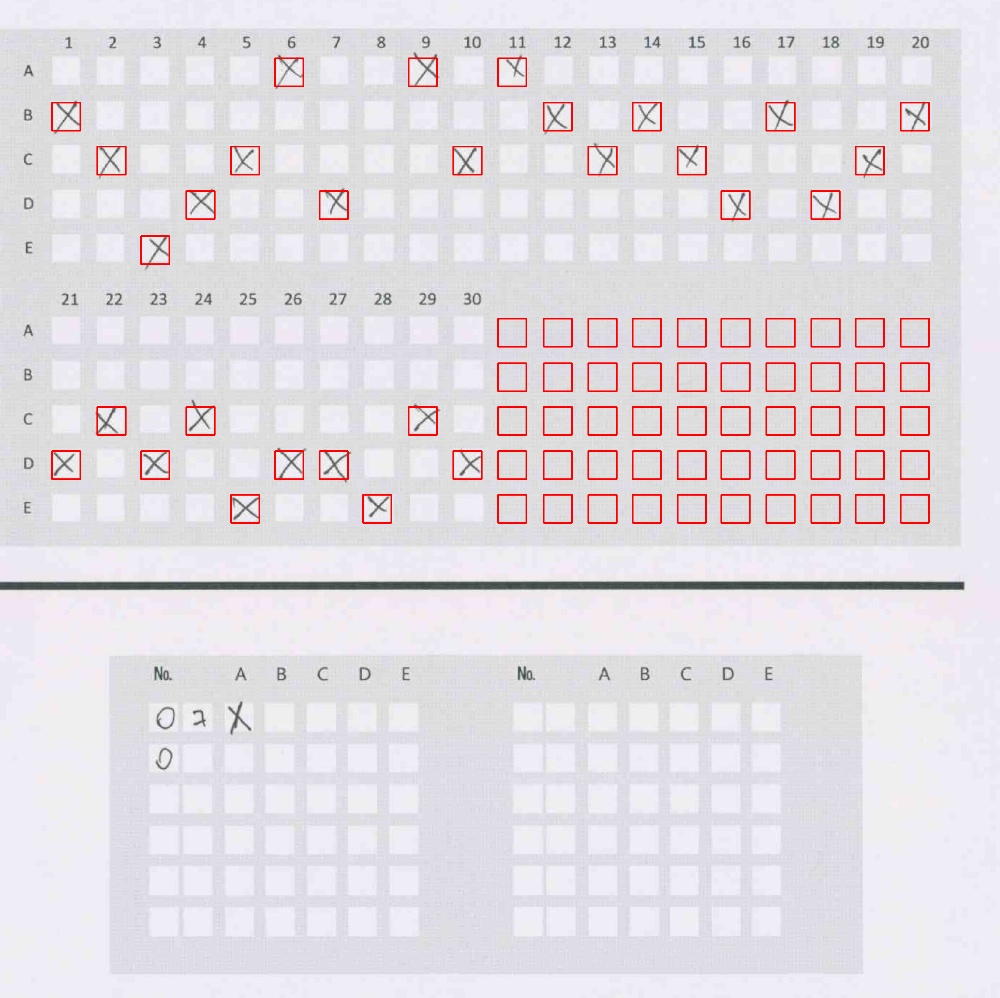 1 2 3 4 5 6 7 8 9 10 11 12 13 14 15 16 17 18 19 20
A X X X
B X X X X X
C X X X X X X
D X X X X
E X
21 22 23 24 25 26 27 28 29 30
A
B
C X X X
D X X X X X
E X X
No. A B C D E No. A B C D E
0 7 X
0